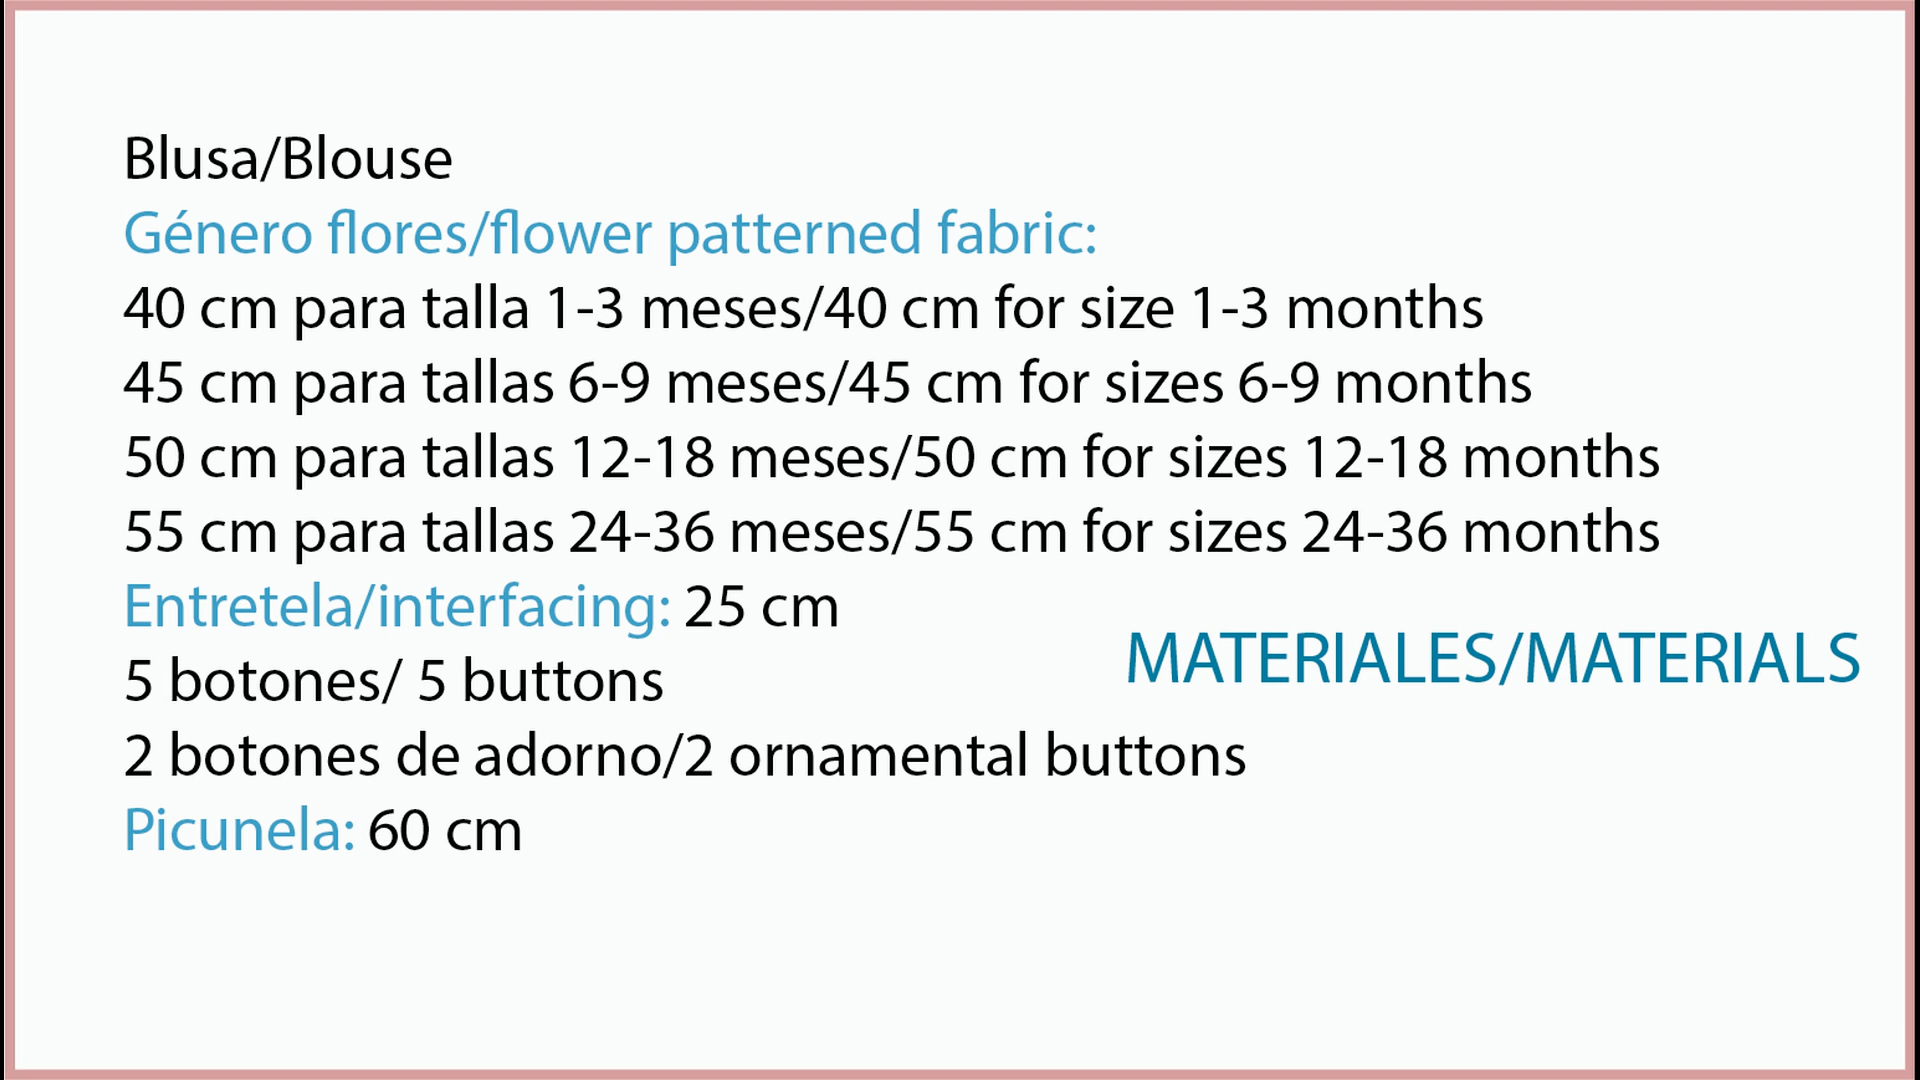 Blusa/Blouse
Género flores/flower patterned fabric:
40 cm para talla 1-3 meses/40 cm for size 1-3 months
45 cm para tallas 6-9 meses/45 cm for sizes 6-9 months
50 cm para tallas 12-18 meses/50 cm for sizes 12-18 months
55 cm para tallas 24-36 meses/55 cm for sizes 24-36 months
Entretela/interfacing: 25 cm
MATERIALES/MATERIALS
5 botones/ 5 buttons
2 botones de adorno/2 ornamental buttons
Picunela: 60 cm